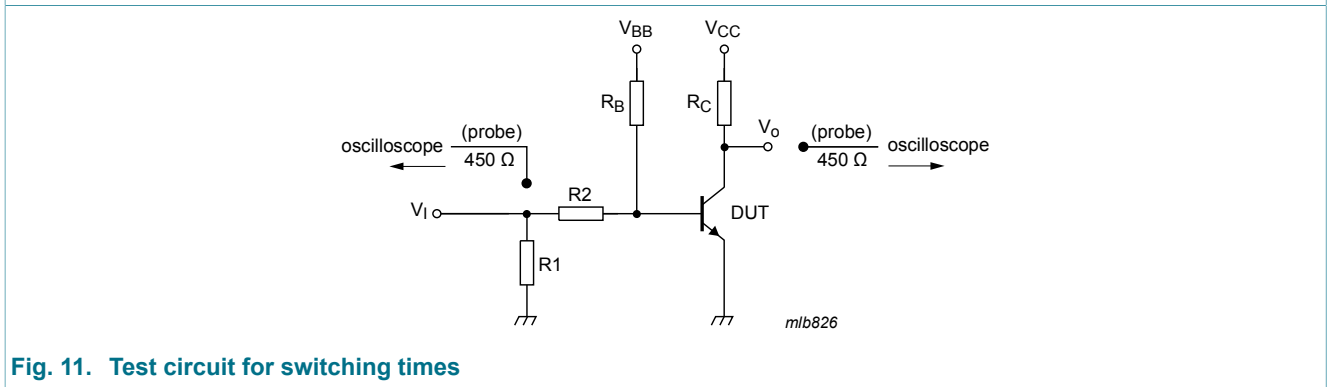 VBB
VCC
RB
RC
Vo
(probe)
450 Ω
oscilloscope
(probe)
450 Ω
oscilloscope
R2
VI
DUT
R1
mlb826
Fig. 11. Test circuit for switching times